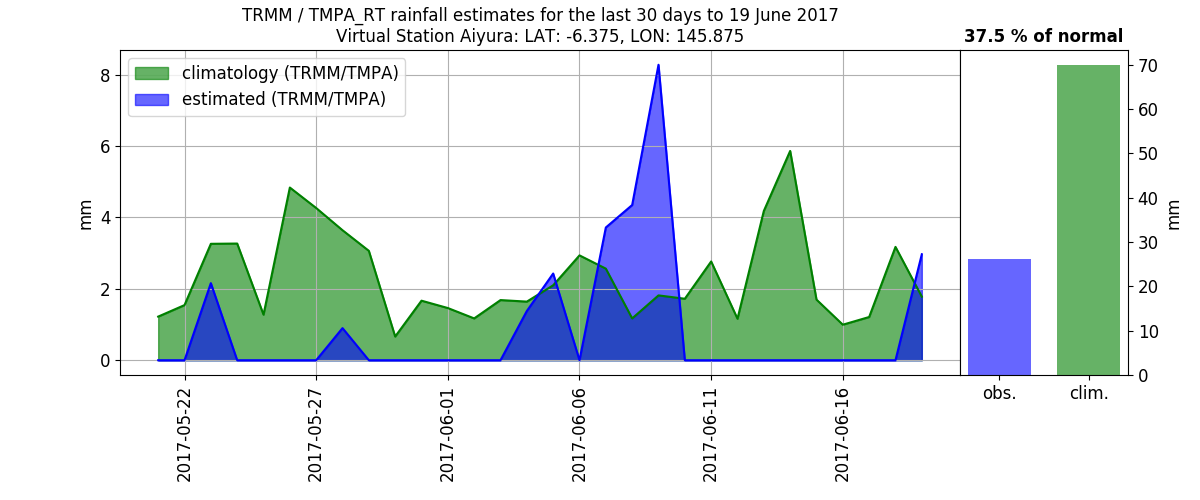 TRMM / TMPA_RT rainfall estimates for the last 30 days to 19 June 2017
Virtual Station Aiyura: LAT: -6.375, LON: 145.875
37.5 % of normal
climatology (TRMM/TMPA)
estimated (TRMM/TMPA)
mm
8
6
4
2
0
2017-05-22
2017-05-27
2017-06-01
2017-06-06
2017-06-11
2017-06-16
70
60
50
40
30
20
10
0
mm
obs.
clim.